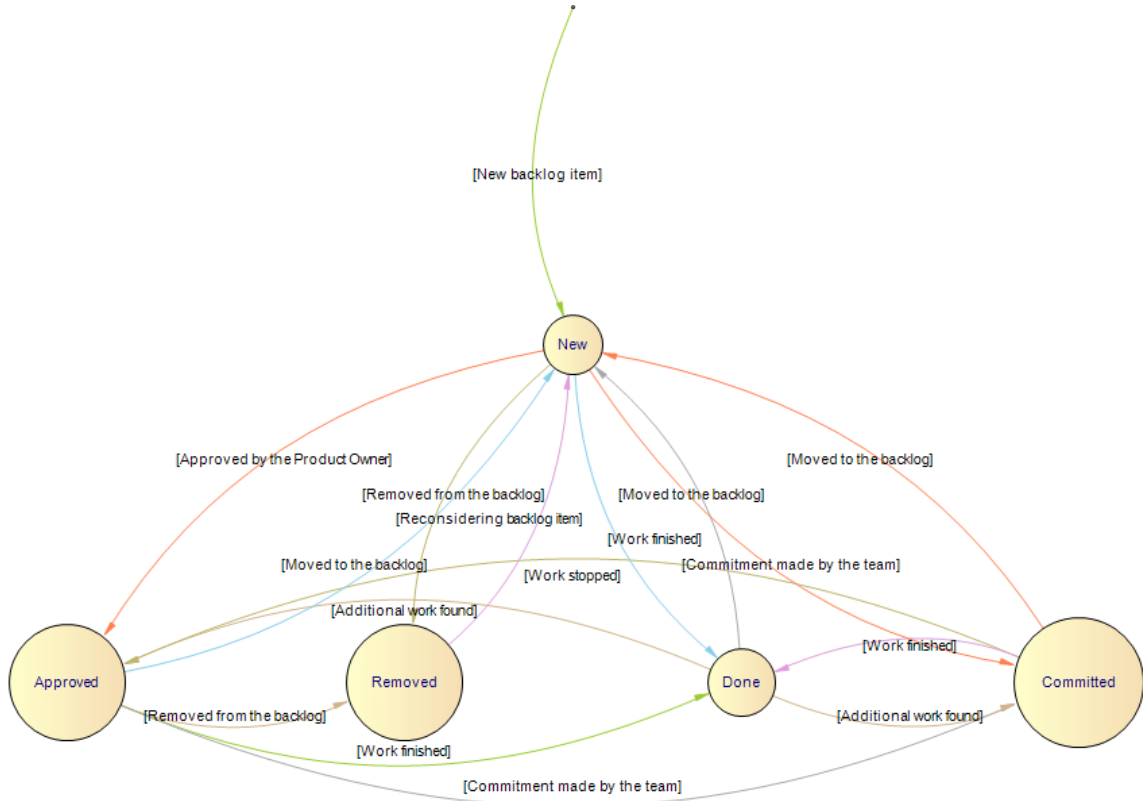 [New backlog item]
New
[Approved by the Product Owner]
[Moved to the backlog]
[Removed from the backlog]
[Moved to the backlog]
[Reconsidering backlog item]
[Work finished]
[Moved to the backlog]
[Work stopped]
[Commitment made by the team]
[Additional work found]
[Work finished]
Approved
Removed
Done
Committed
[Removed from the backlog]
[Additional work found]
[Work finished]
[Commitment made by the team]